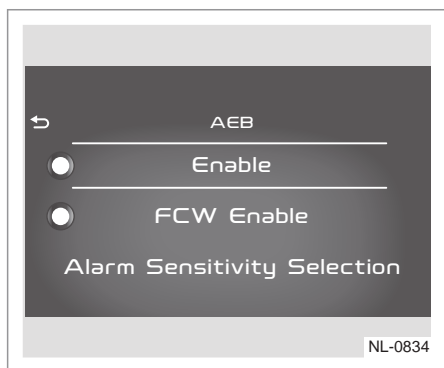 AEB
Enable
FCW Enable
Alarm Sensitivity Selection
NL-0834